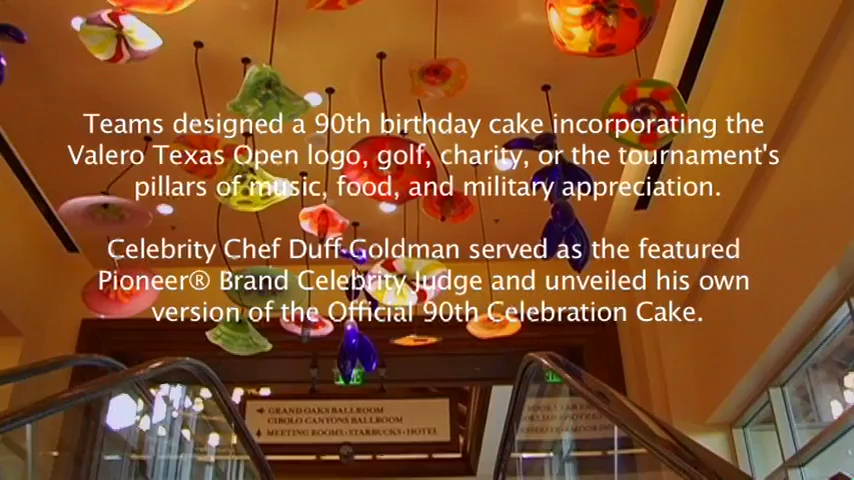 Teams designed a 90th birthday cake incorporating the
Valero Texas Open logo, golf, charity, or the tournament's
pillars of music, food, and military appreciation.
Celebrity Chef Duff Goldman served as the featured
Pioneer® Brand Celebrity Judge and unveiled his own
version of the Official 90th Celebration Cake.
GRAND OAKS BALLROOM
CIBOLO CANYONS BALLROOM
MEETING ROOMS • STARBUCKS • HOTEL